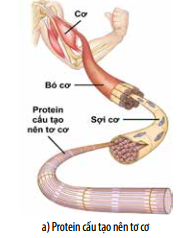 Cơ
Bó cơ
Protein
cấu tạo
nên tơ cơ
Sợi cơ
a) Protein cấu tạo nên tơ cơ